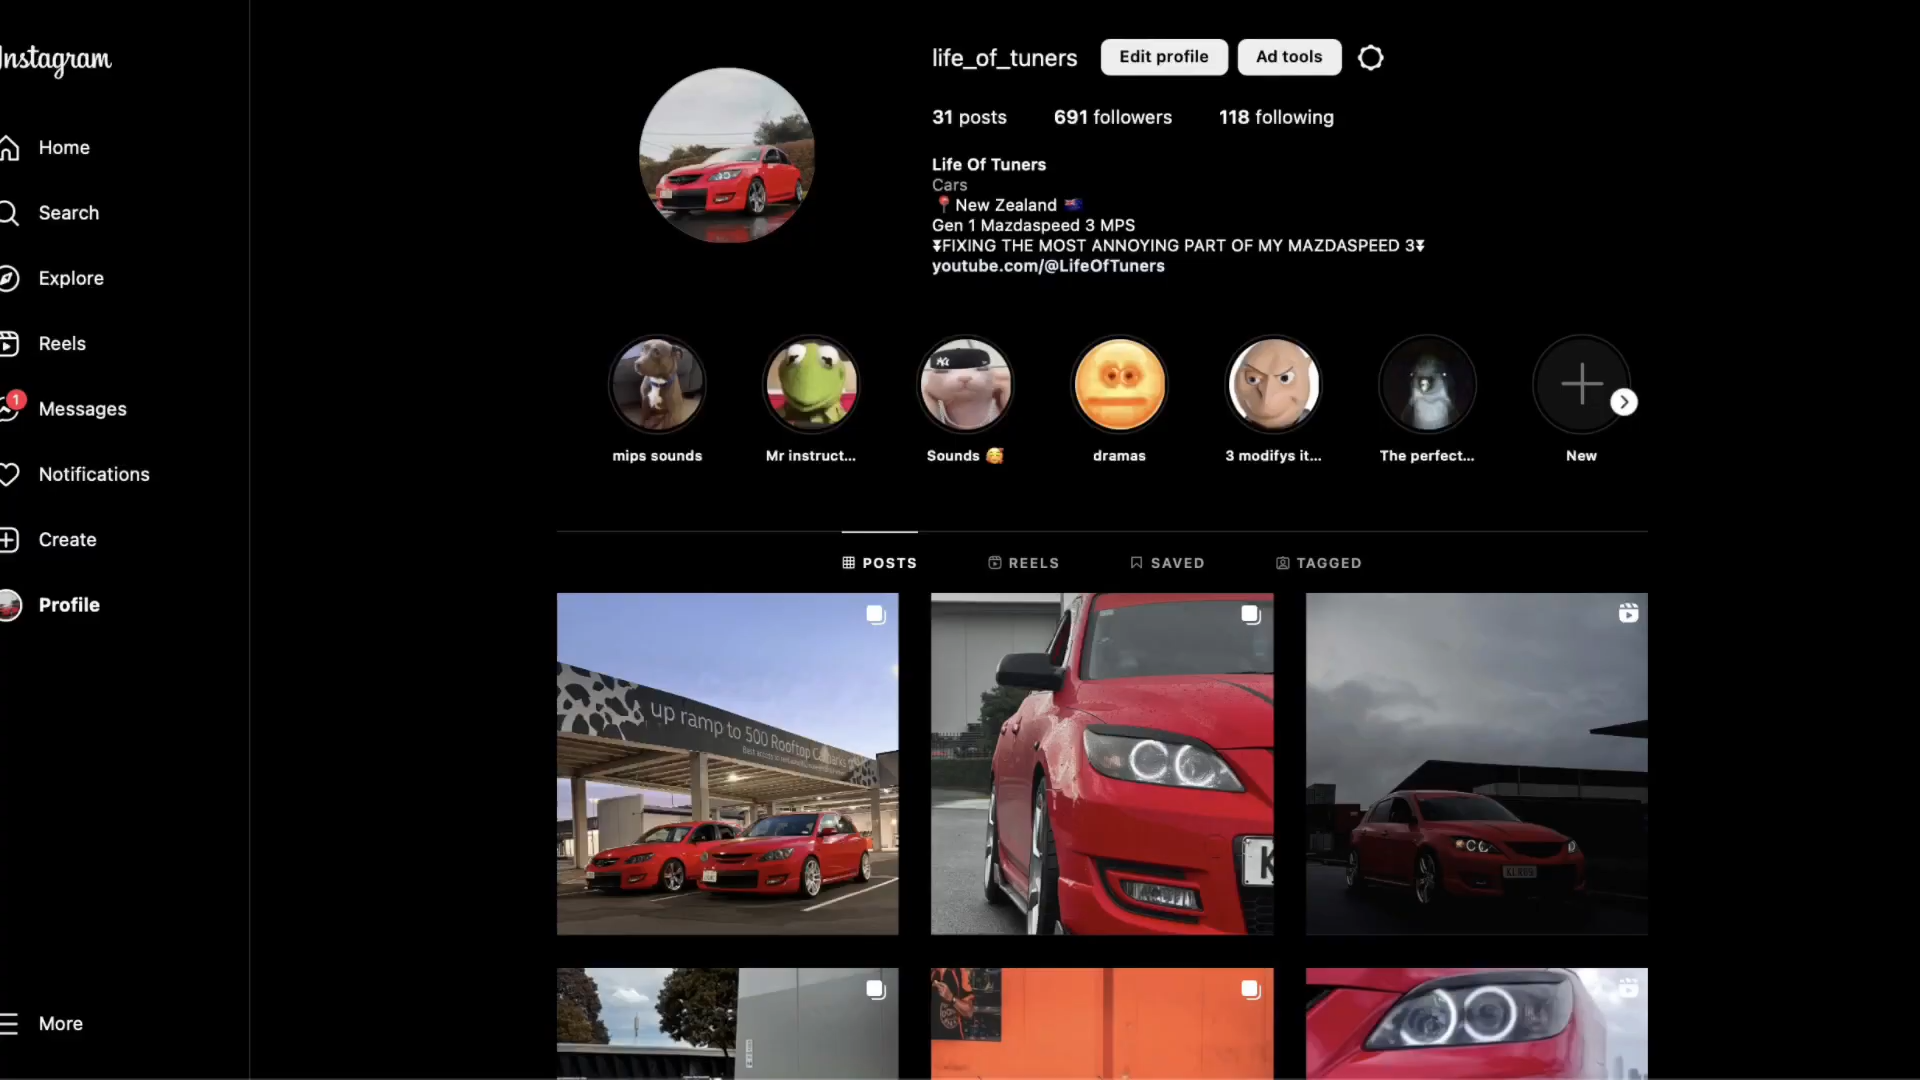 Instagram
Home
Search
Explore
Reels
1
Messages
Notifications
Create
Profile
More
life_of_tuners
Edit profile
Ad tools
31 posts
691 followers
118 following
Life Of Tuners
Cars
📍New Zealand 🇳🇿
Gen 1 Mazdaspeed 3 MPS
⏬FIXING THE MOST ANNOYING PART OF MY MAZDASPEED 3⏬
youtube.com/@LifeOfTuners
mips sounds
Mr instruct...
Sounds 🥰
dramas
3 modifys it...
The perfect...
New
POSTS
REELS
SAVED
TAGGED
up ramp to 500 Rooftop Carparks
K